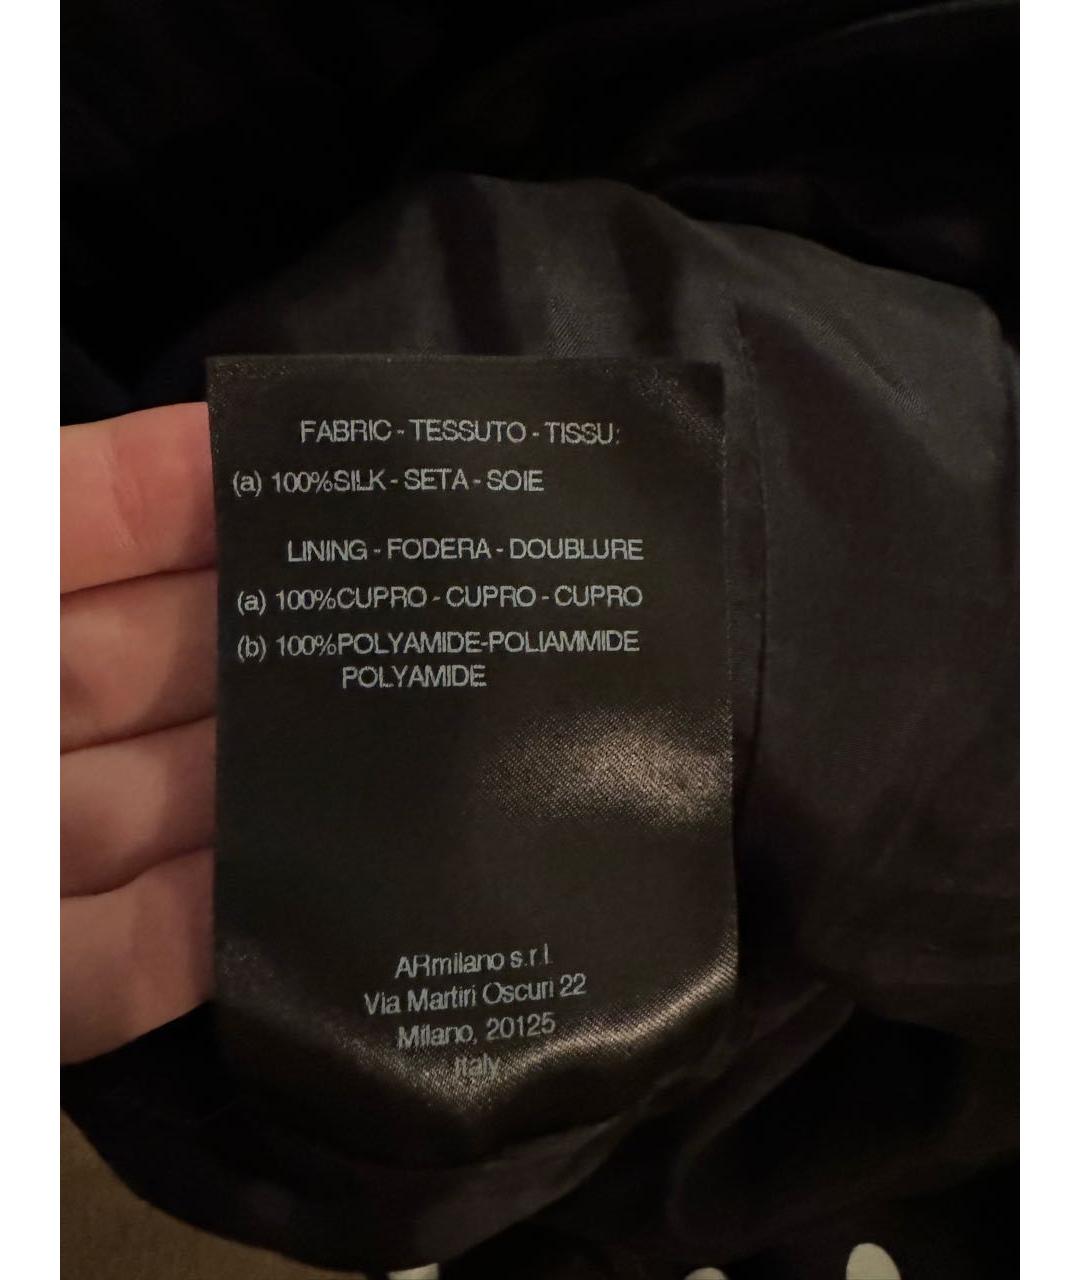 FABRIC - TESSUTO - TISSU:
(a) 100%SILK - SETA - SOIE
LINING - FODERA - DOUBLURE
(a) 100%CUPRO - CUPRO - CUPRO
(b) 100%POLYAMIDE-POLIAMMIDE
POLYAMIDE
ARmilano s.r.l.
Via Martiri Oscuri 22
Milano, 20125
Italy